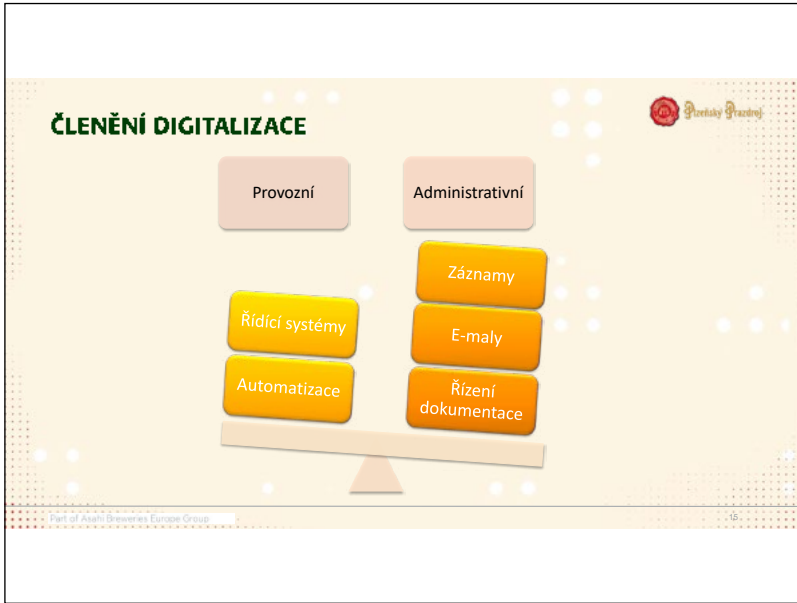 ČLENĚNÍ DIGITALIZACE
Plzeňský Prazdroj
Provozní
Administrativní
Záznamy
Řídící systémy
E-maly
Automatizace
Řízení
dokumentace
Part of Asahi Breweries Europe Group
15